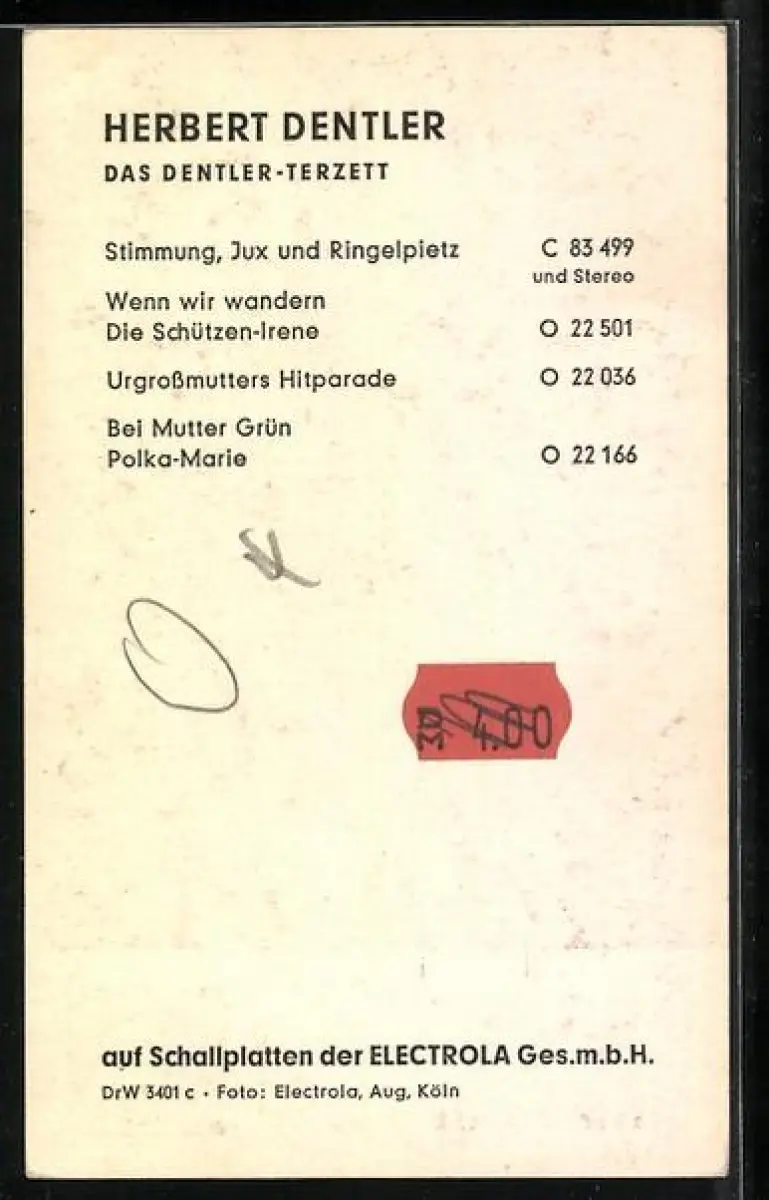 HERBERT DENTLER
DAS DENTLER-TERZETT
Stimmung, Jux und Ringelpietz C 83 499
und Stereo
Wenn wir wandern
Die Schützen-Irene O 22 501
Urgroßmutters Hitparade O 22 036
Bei Mutter Grün
Polka-Marie O 22 166
4.00
auf Schallplatten der ELECTROLA Ges.m.b.H.
DrW 3401 c • Foto: Electrola, Aug, Köln